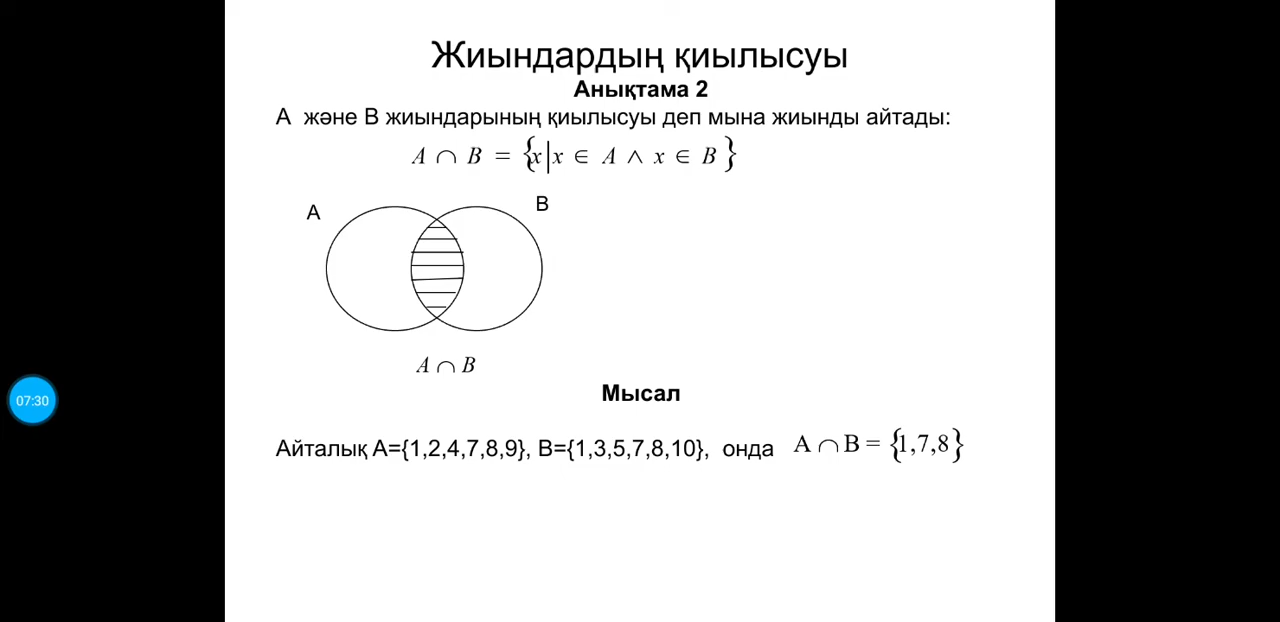 Жиындардың қиылысуы
Анықтама 2
А және В жиындарының қиылысуы деп мына жиынды айтады:
A ∩ B = {x|x ∈ A ∧ x ∈ B}
А
В
A ∩ B
Мысал
07:30
Айталық А={1,2,4,7,8,9}, В={1,3,5,7,8,10}, онда A ∩ B = {1,7,8}